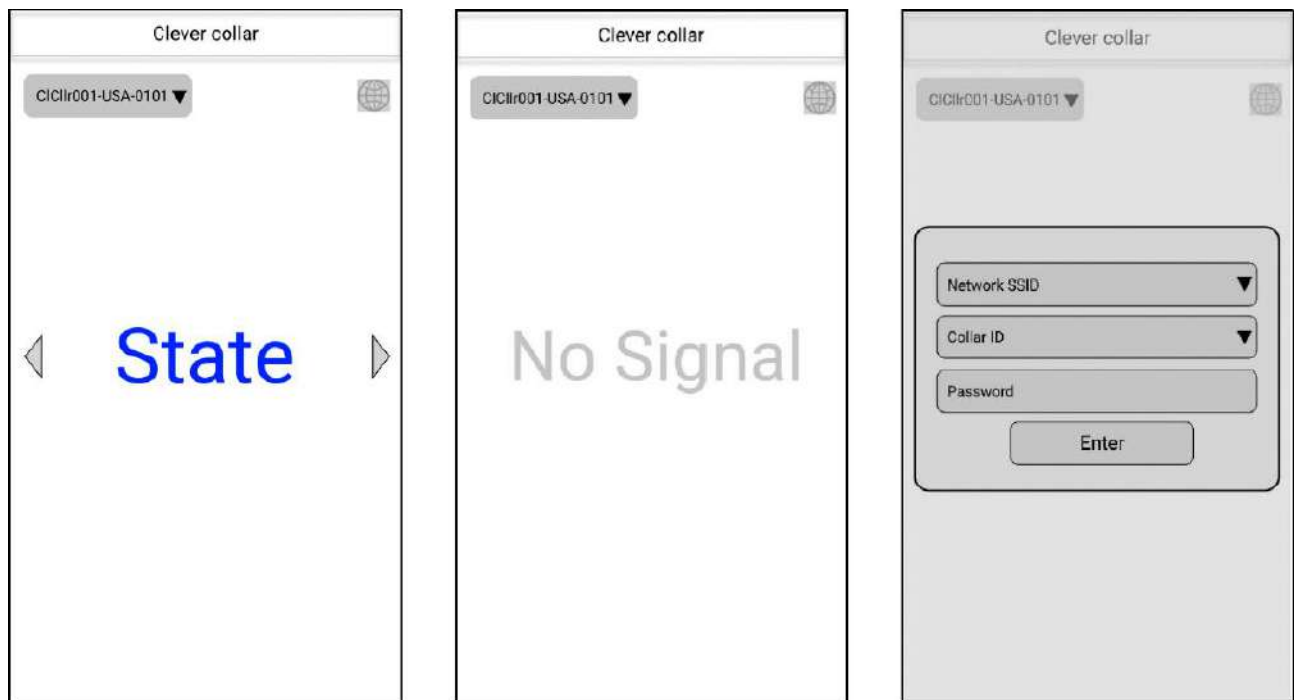 Clever collar
ClCllr001-USA-0101
State
Clever collar
ClCllr001-USA-0101
No Signal
Clever collar
ClCllr001-USA-0101
Network SSID
Collar ID
Password
Enter